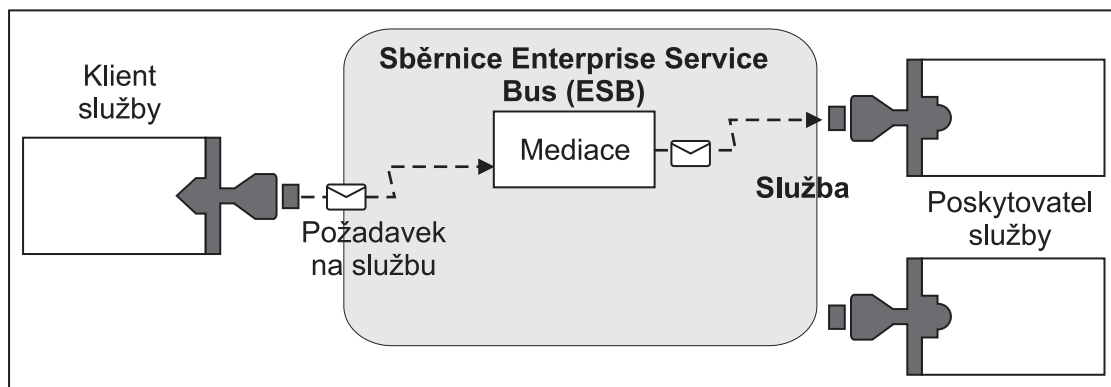 Klient
služby
Sběrnice Enterprise Service
Bus (ESB)
Mediace
Požadavek
na službu
Služba
Poskytovatel
služby